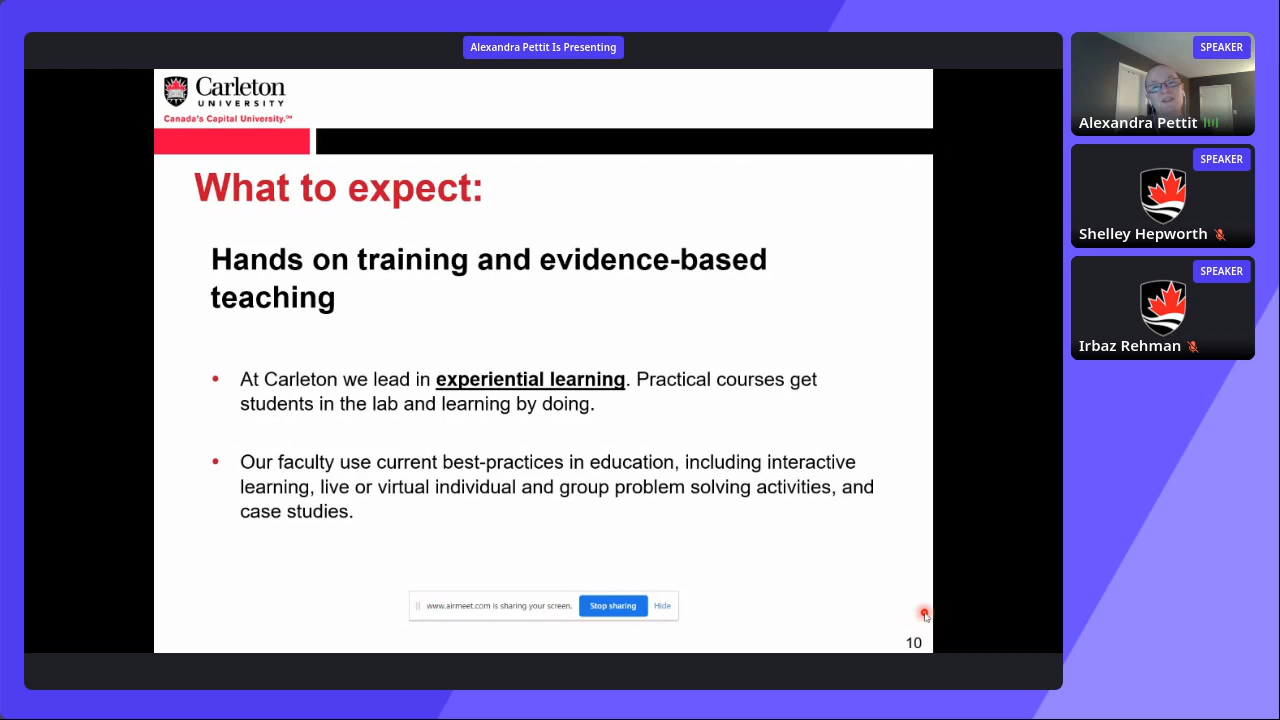 Alexandra Pettit Is Presenting
Carleton
UNIVERSITY
Canada's Capital University.™
What to expect:
Hands on training and evidence-based
teaching
• At Carleton we lead in experiential learning. Practical courses get
students in the lab and learning by doing.
• Our faculty use current best-practices in education, including interactive
learning, live or virtual individual and group problem solving activities, and
case studies.
www.airmeet.com is sharing your screen. Stop sharing Hide
10
SPEAKER
Alexandra Pettit
SPEAKER
Shelley Hepworth
SPEAKER
Irbaz Rehman